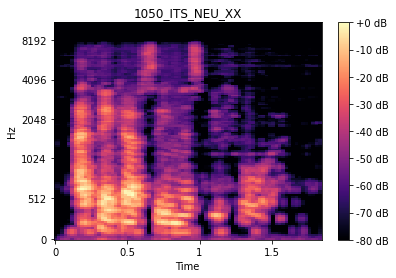 1050_ITS_NEU_XX
+0 dB
8192
-10 dB
4096
-20 dB
-30 dB
2048
Hz
-40 dB
1024
-50 dB
512
-60 dB
-70 dB
0
-80 dB
0 0.5 1 1.5
Time